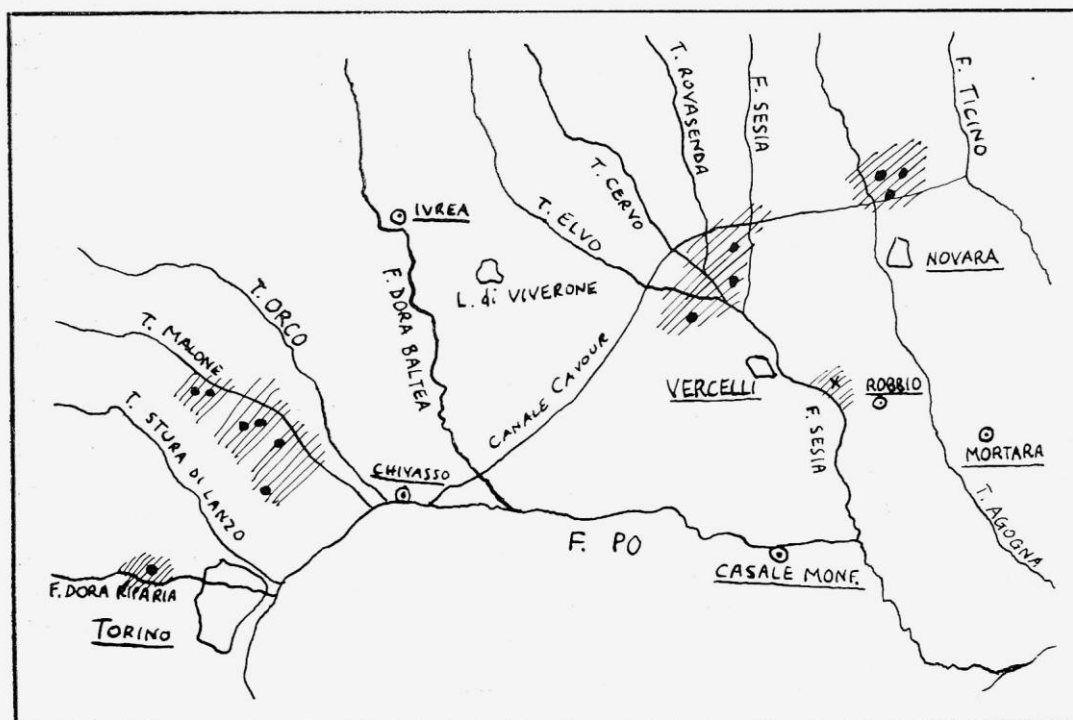 T. ROVASENDA
F. SESIA
F. TICINO
T. CERVO
IVREA
T. ELVO
NOVARA
L. di VIVERONE
T. ORCO
F. DORA BALTEA
T. MALONE
CANALE CAVOUR
VERCELLI
ROBBIO
T. STURA DI LANZO
F. SESIA
MORTARA
CHIVASSO
T. AGOGNA
F. PO
CASALE MONF.
F. DORA RIPARIA
TORINO